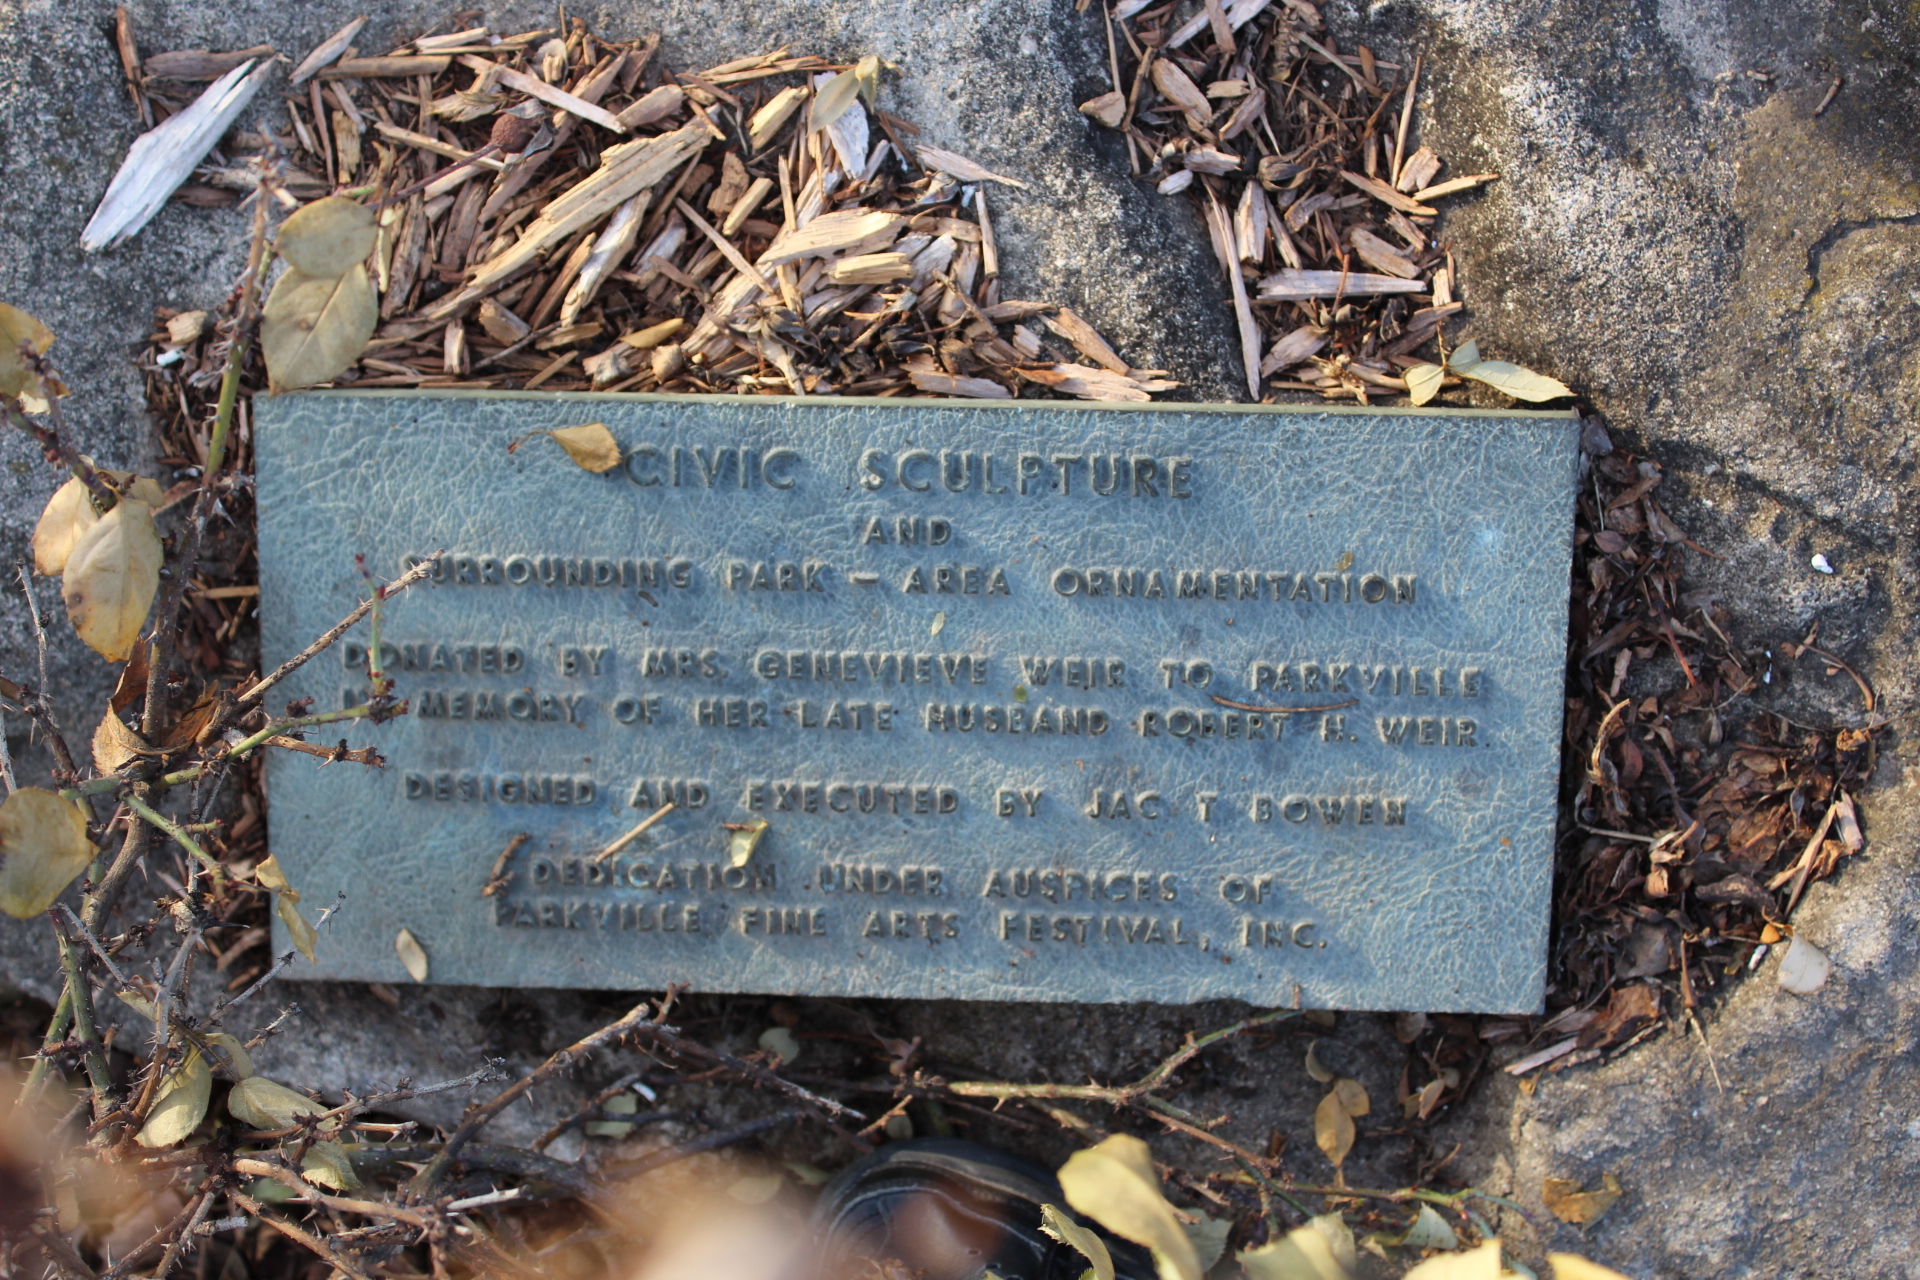 CIVIC SCULPTURE
AND
SURROUNDING PARK - AREA ORNAMENTATION
DONATED BY MRS. GENEVIEVE WEIR TO PARKVILLE
IN MEMORY OF HER LATE HUSBAND ROBERT H. WEIR.
DESIGNED AND EXECUTED BY JAC T BOWEN
DEDICATION UNDER AUSPICES OF
PARKVILLE FINE ARTS FESTIVAL, INC.